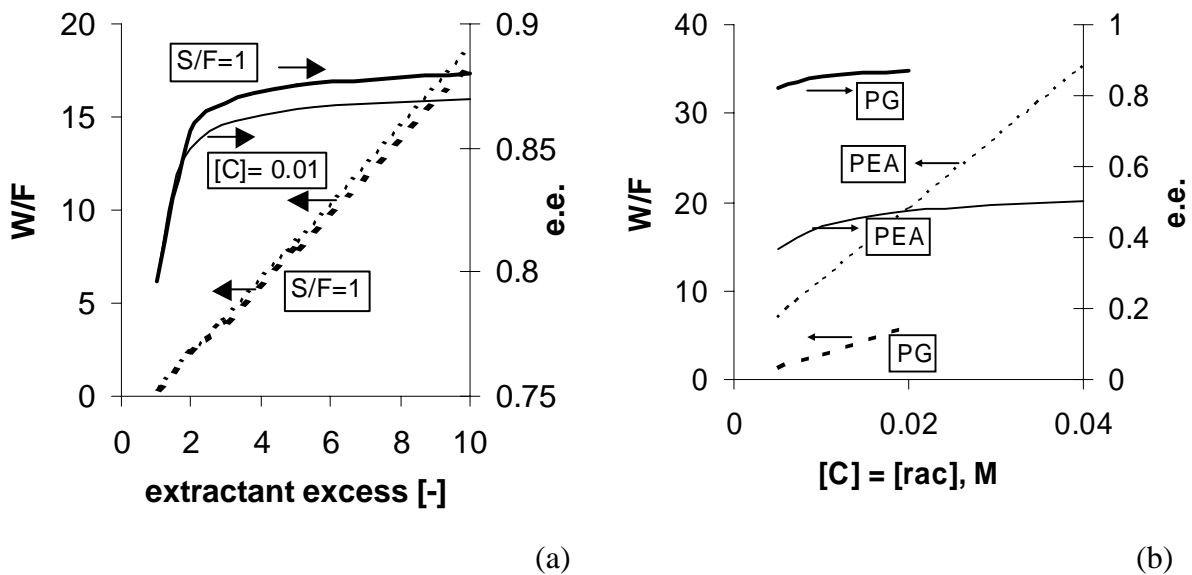 20
15
10
5
0
W/F
S/F=1
[C]= 0.01
S/F=1
0.9
0.85
0.8
0.75
e.e.
0 2 4 6 8 10
extractant excess [-]
(a)
40
30
20
10
0
W/F
PG
PEA
PEA
PG
1
0.8
0.6
0.4
0.2
0
e.e.
0 0.02 0.04
[C] = [rac], M
(b)